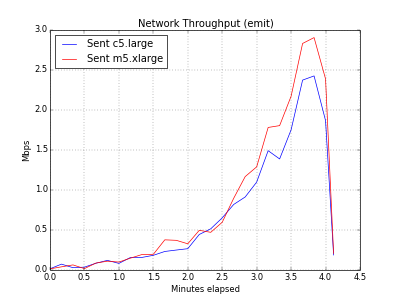 Network Throughput (emit)
3.0
2.5
2.0
1.5
1.0
0.5
0.0
Mbps
Sent c5.large
Sent m5.xlarge
0.0 0.5 1.0 1.5 2.0 2.5 3.0 3.5 4.0 4.5
Minutes elapsed